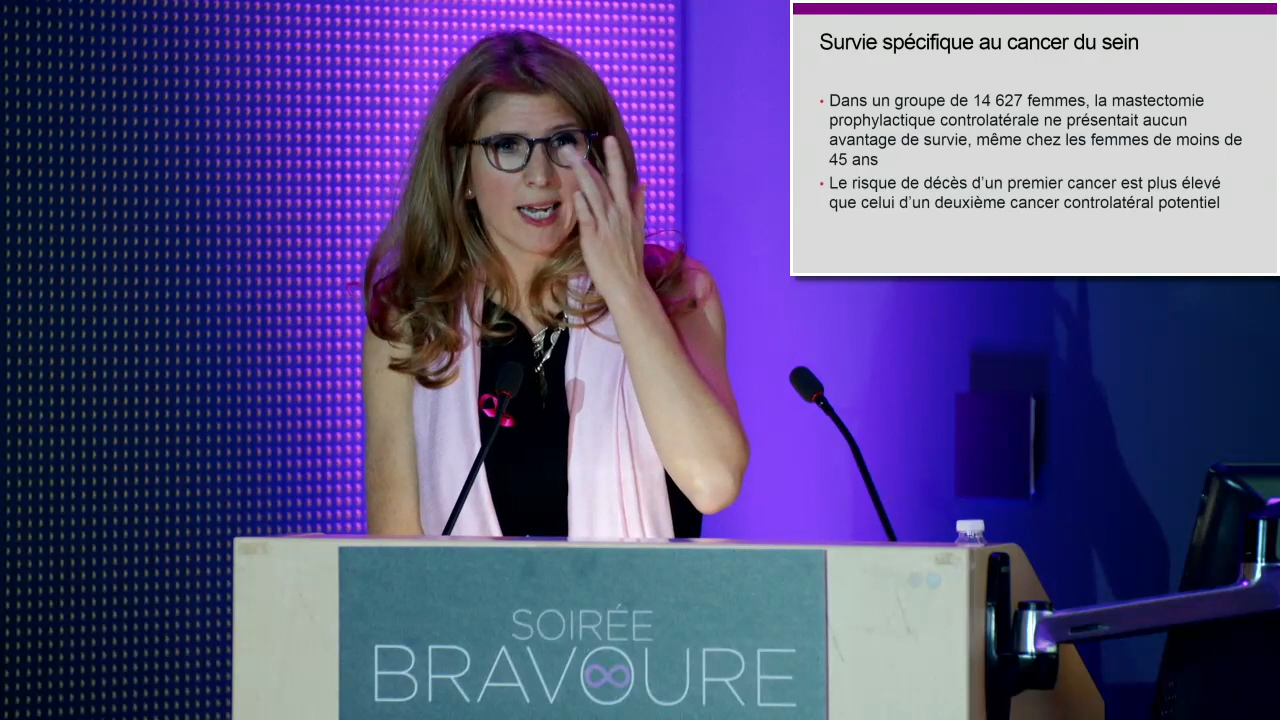 Survie spécifique au cancer du sein
• Dans un groupe de 14 627 femmes, la mastectomie
prophylactique controlatérale ne présentait aucun
avantage de survie, même chez les femmes de moins de
45 ans
• Le risque de décès d’un premier cancer est plus élevé
que celui d’un deuxième cancer controlatéral potentiel
SOIRÉE
BRAVOURE